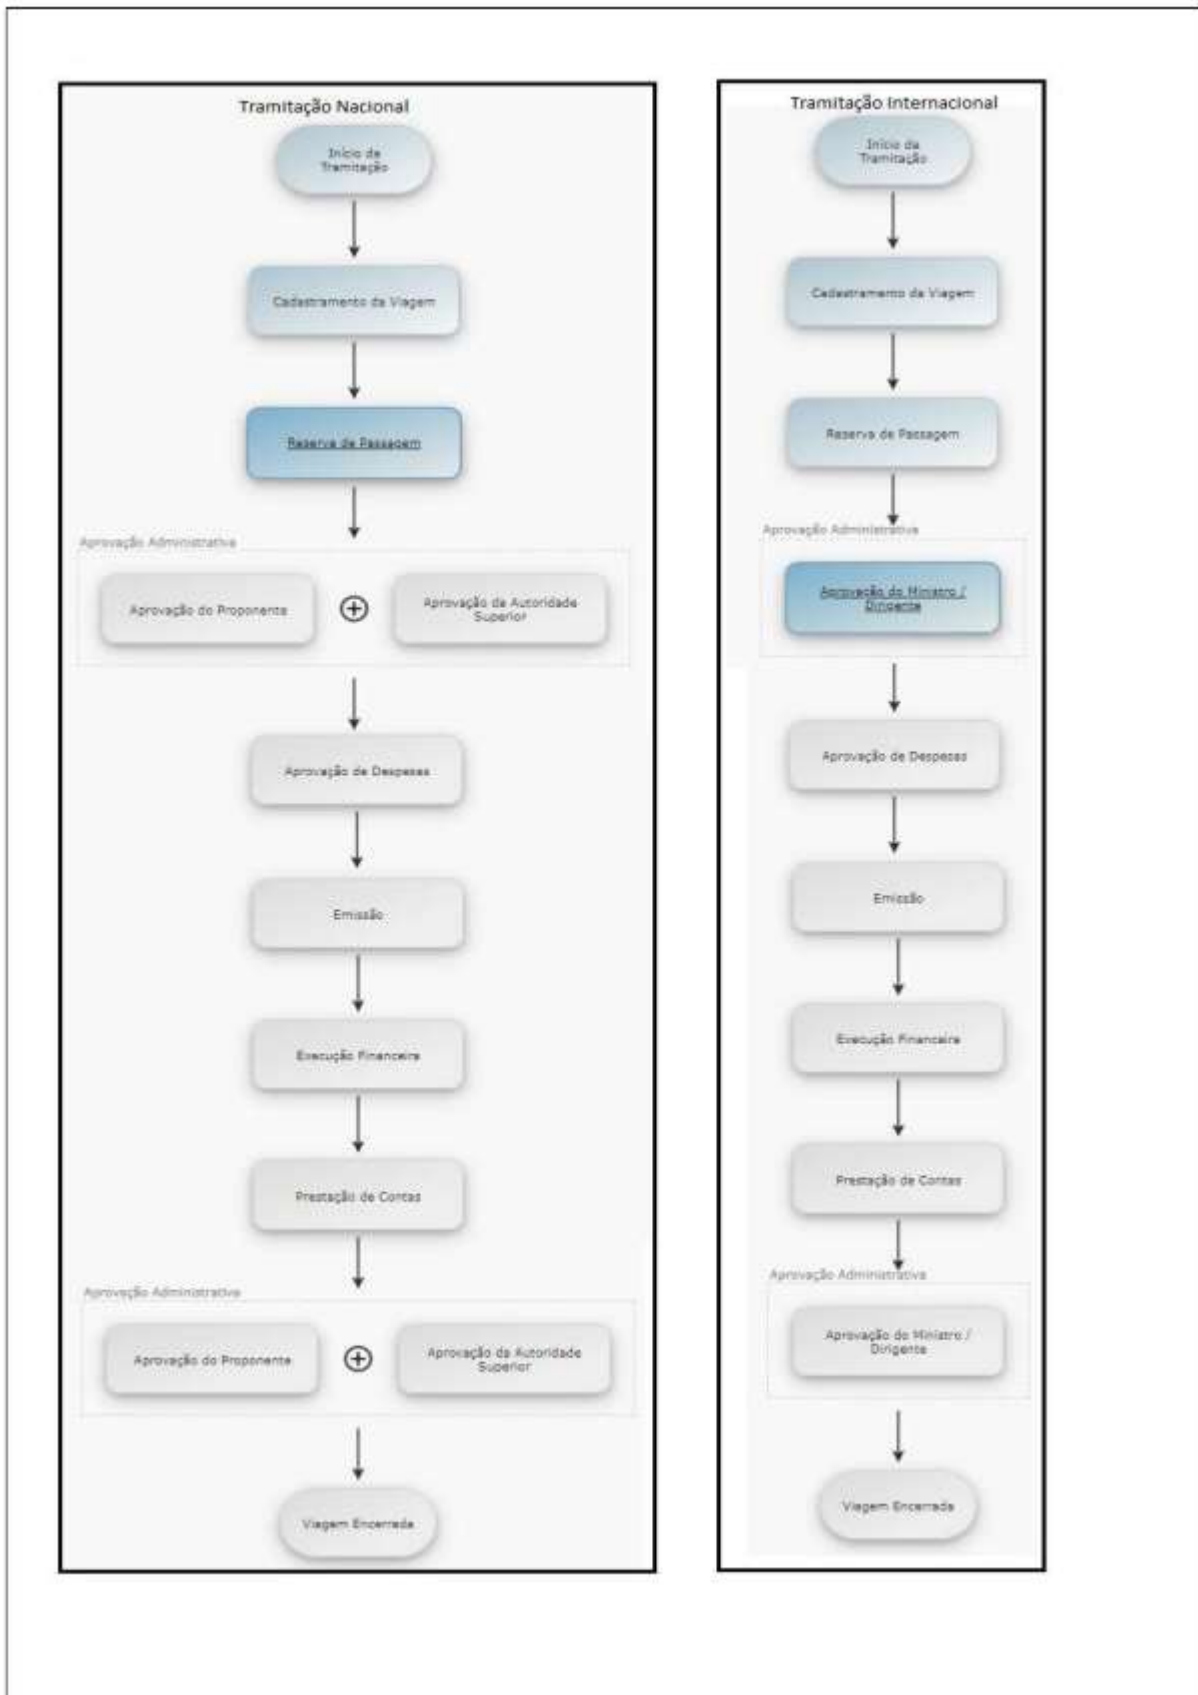 Tramitação Nacional
Início da
Tramitação
Cadastramento da Viagem
Reserva de Passagem
Aprovação Administrativa
Aprovação do Proponente
Aprovação da Autoridade
Superior
Aprovação de Despesas
Emissão
Execução Financeira
Prestação de Contas
Aprovação Administrativa
Aprovação do Proponente
Aprovação da Autoridade
Superior
Viagem Encerrada
Tramitação Internacional
Início da
Tramitação
Cadastramento da Viagem
Reserva de Passagem
Aprovação Administrativa
Aprovação do Ministro /
Dirigente
Aprovação de Despesas
Emissão
Execução Financeira
Prestação de Contas
Aprovação Administrativa
Aprovação do Ministro /
Dirigente
Viagem Encerrada